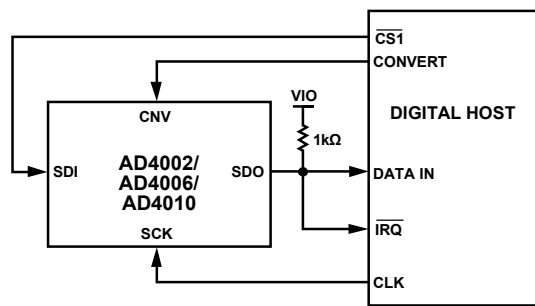 CS1
CONVERT
VIO
CNV
DIGITAL HOST
1kΩ
AD4002/
AD4006/
AD4010
SDI
SDO
DATA IN
SCK
IRQ
CLK